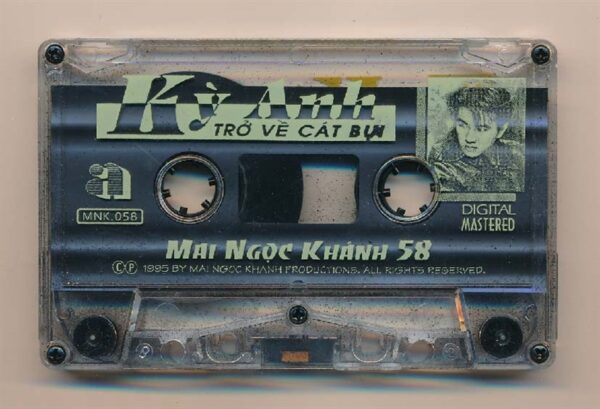 Kỳ Anh
TRỞ VỀ CÁT BỤI
a
MNK.058
DIGITAL
MASTERED
MAI NGỌC KHÁNH 58
Ⓒ Ⓟ 1995 BY MAI NGOC KHANH PRODUCTIONS. ALL RIGHTS RESERVED.